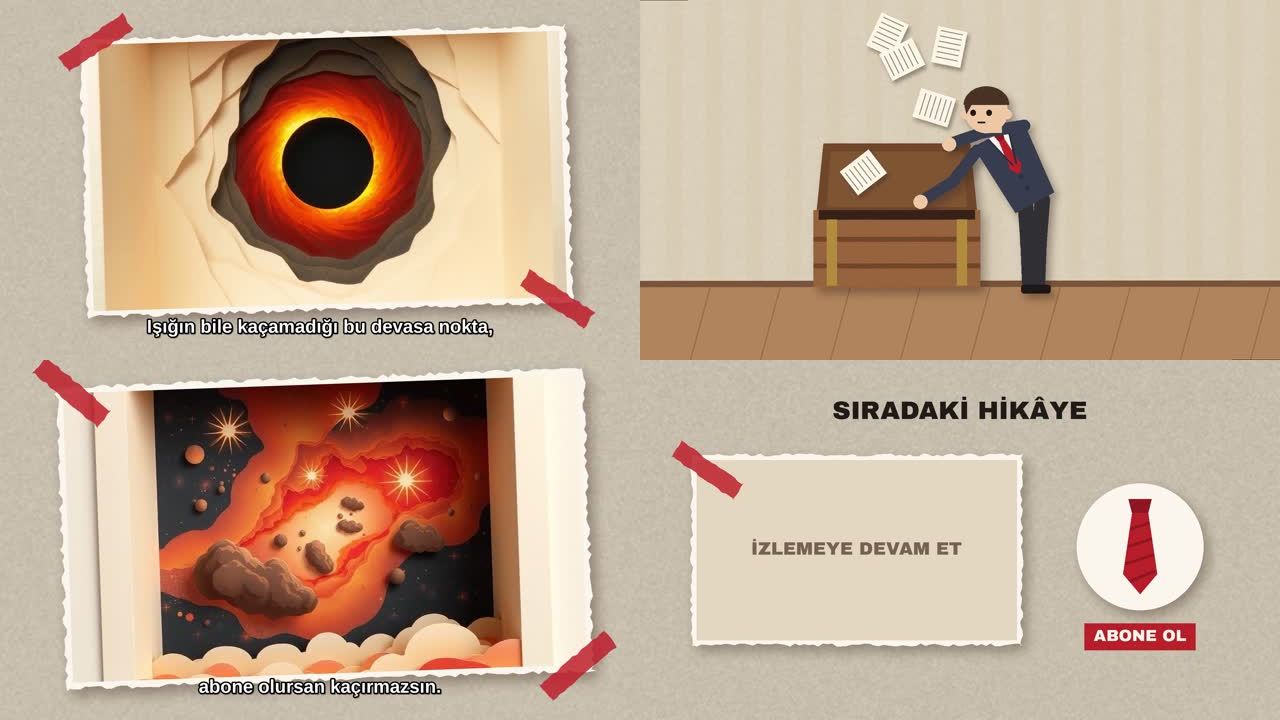 Işığın bile kaçamadığı bu devasa nokta,
abone olursan kaçırmazsın.
SIRADAKİ HİKÂYE
İZLEMEYE DEVAM ET
ABONE OL